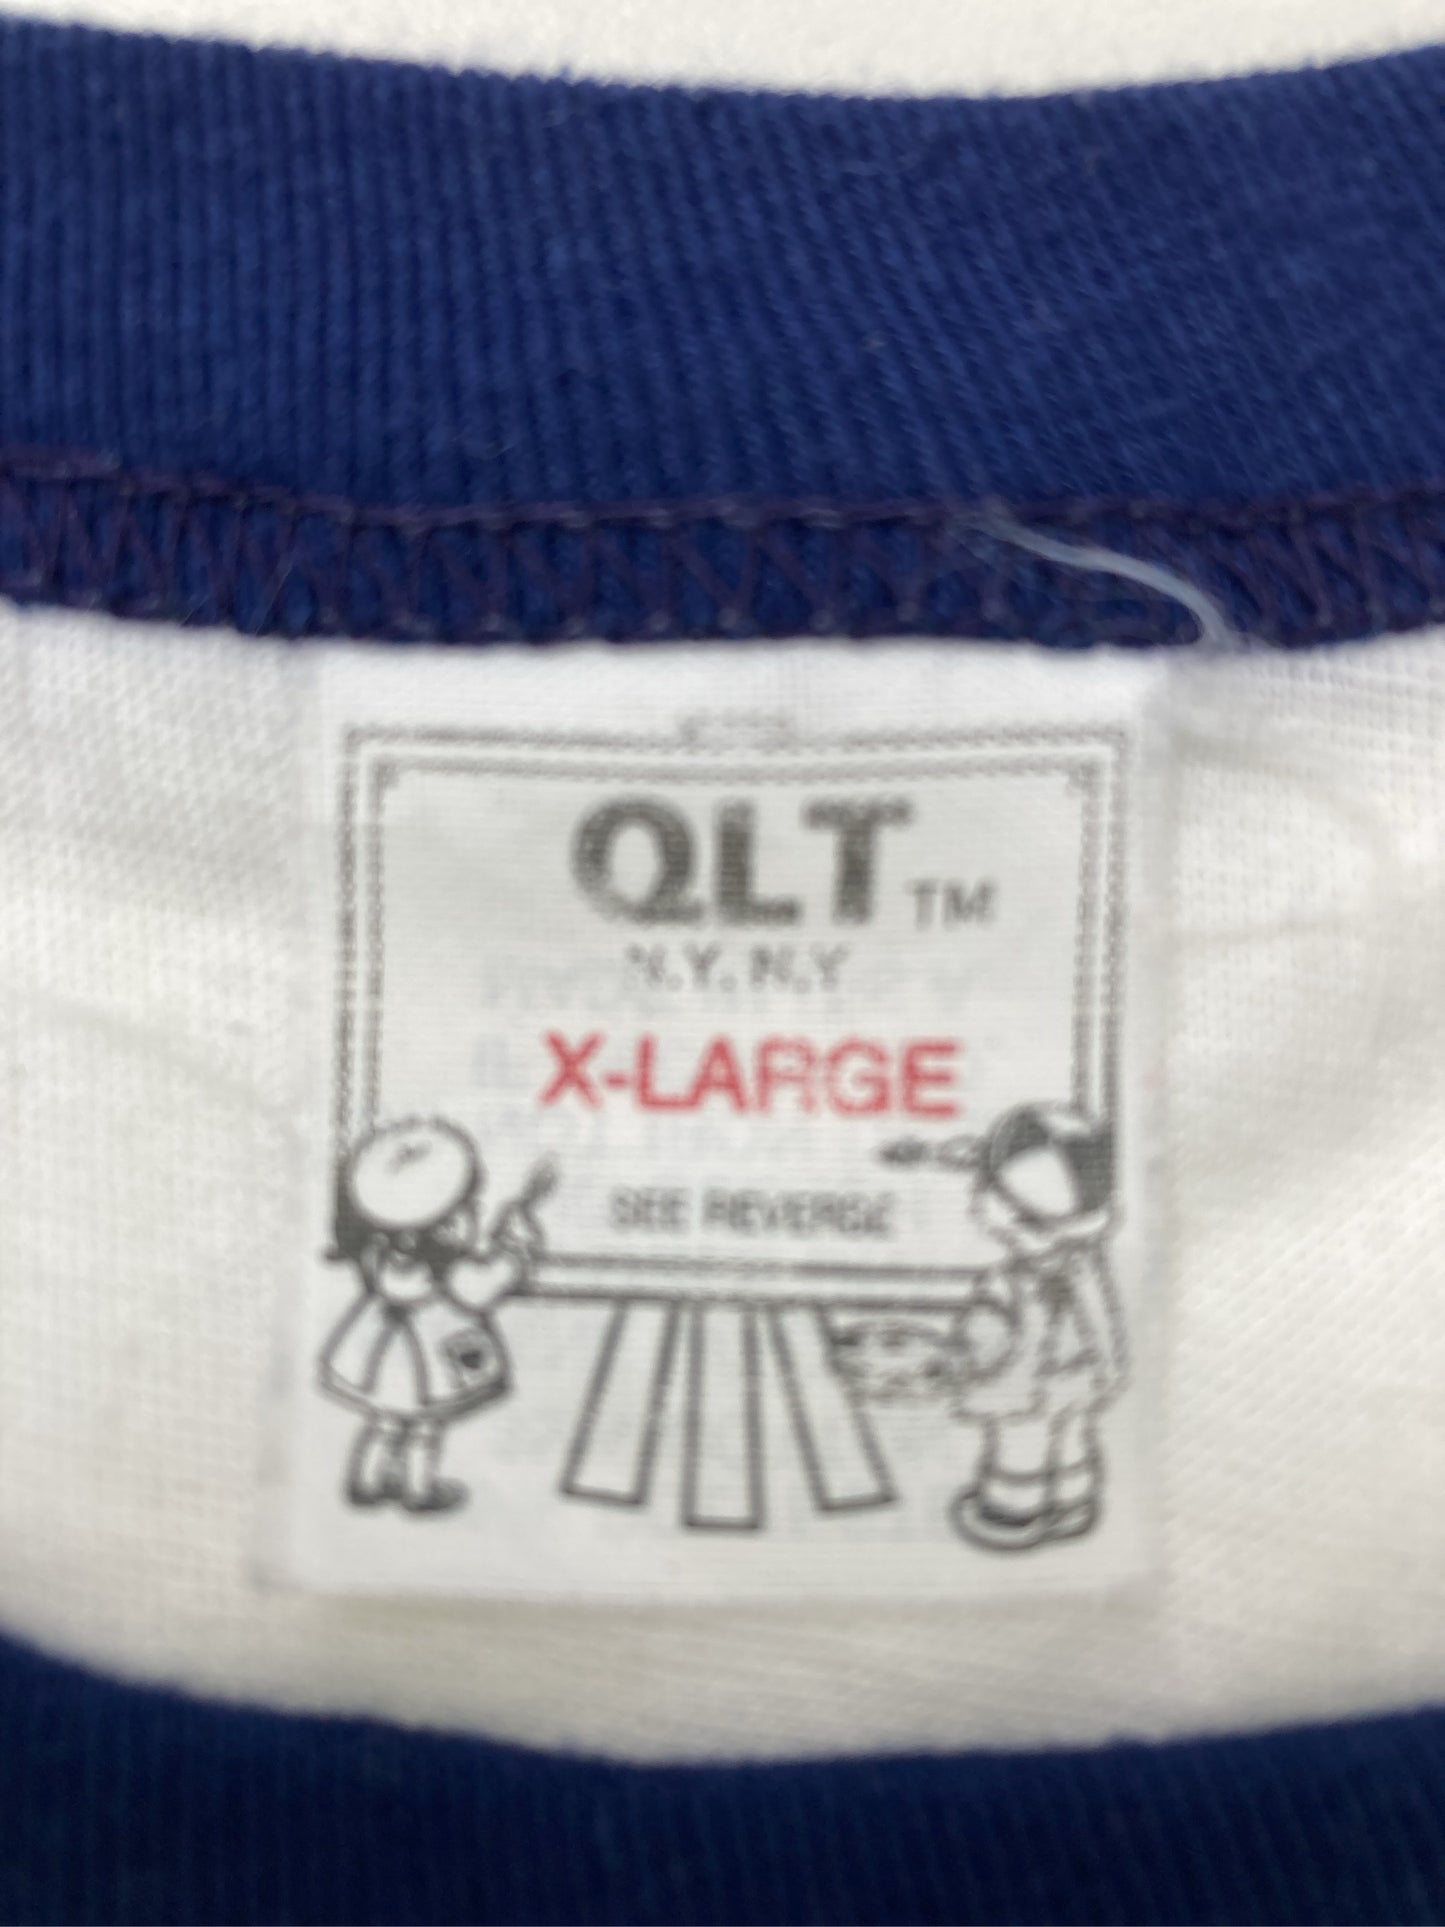 QLT TM
N.Y. N.Y
X-LARGE
SEE REVERSE